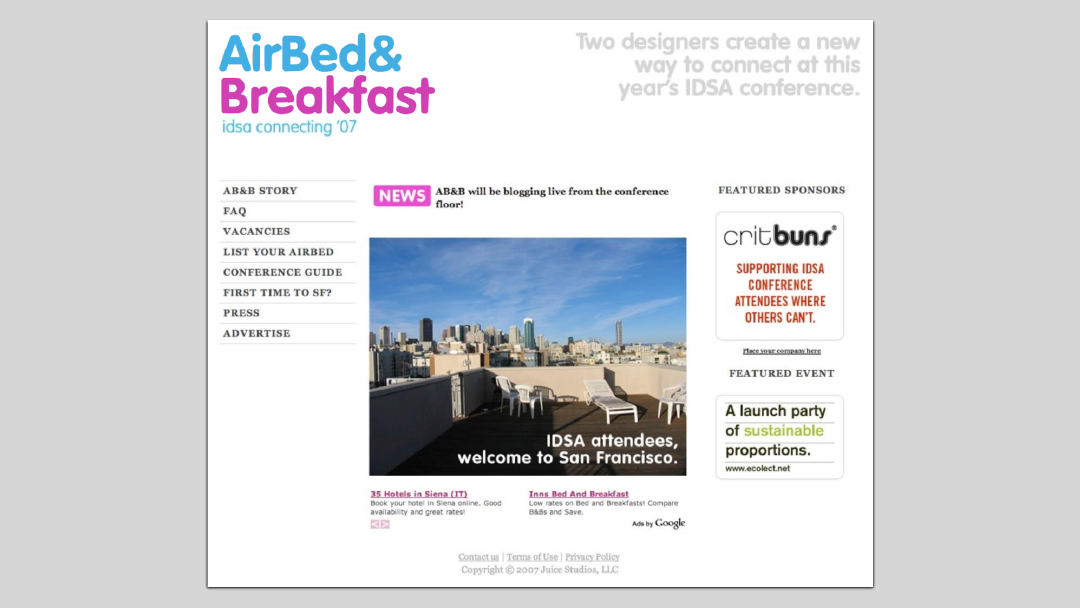 AirBed&
Breakfast
idsa connecting '07
Two designers create a new
way to connect at this
year's IDSA conference.
AB&B STORY
FAQ
VACANCIES
LIST YOUR AIRBED
CONFERENCE GUIDE
FIRST TIME TO SF?
PRESS
ADVERTISE
NEWS AB&B will be blogging live from the conference
floor!
IDSA attendees,
welcome to San Francisco.
35 Hotels in Siena (IT)
Book your hotel in Siena online. Good
availability and great rates!
Inns Bed And Breakfast
Low rates on Bed and Breakfasts! Compare
B&Bs and Save.
Ads by Google
FEATURED SPONSORS
critbuns®
SUPPORTING IDSA
CONFERENCE
ATTENDEES WHERE
OTHERS CAN'T.
Place your company here
FEATURED EVENT
A launch party
of sustainable
proportions.
www.ecolect.net
Contact us | Terms of Use | Privacy Policy
Copyright © 2007 Juice Studios, LLC